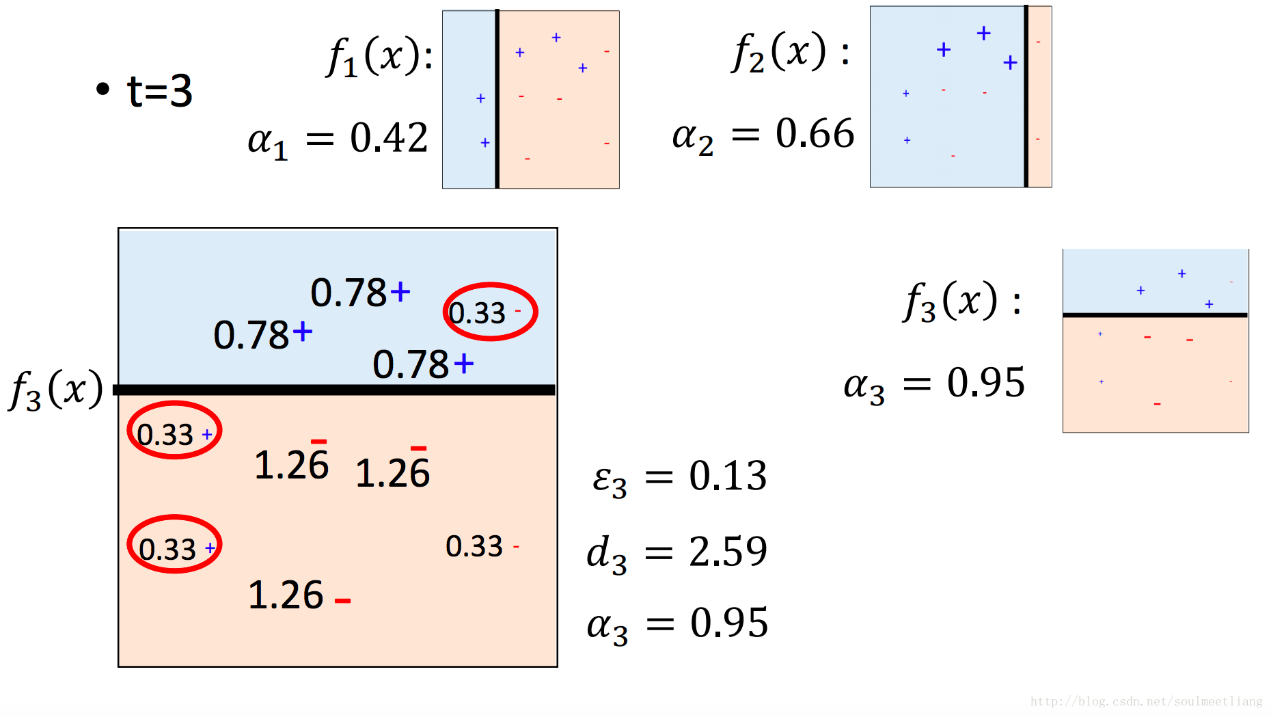 • t=3
f₁(x):
α₁ = 0.42
f₂(x) :
α₂ = 0.66
0.78+
0.33 -
0.78+
0.78+
f₃(x)
0.33 +
1.26 -
1.26 -
0.33 +
0.33 -
1.26 -
ε₃ = 0.13
d₃ = 2.59
α₃ = 0.95
f₃(x) :
α₃ = 0.95
http://blog.csdn.net/soulmeetliang